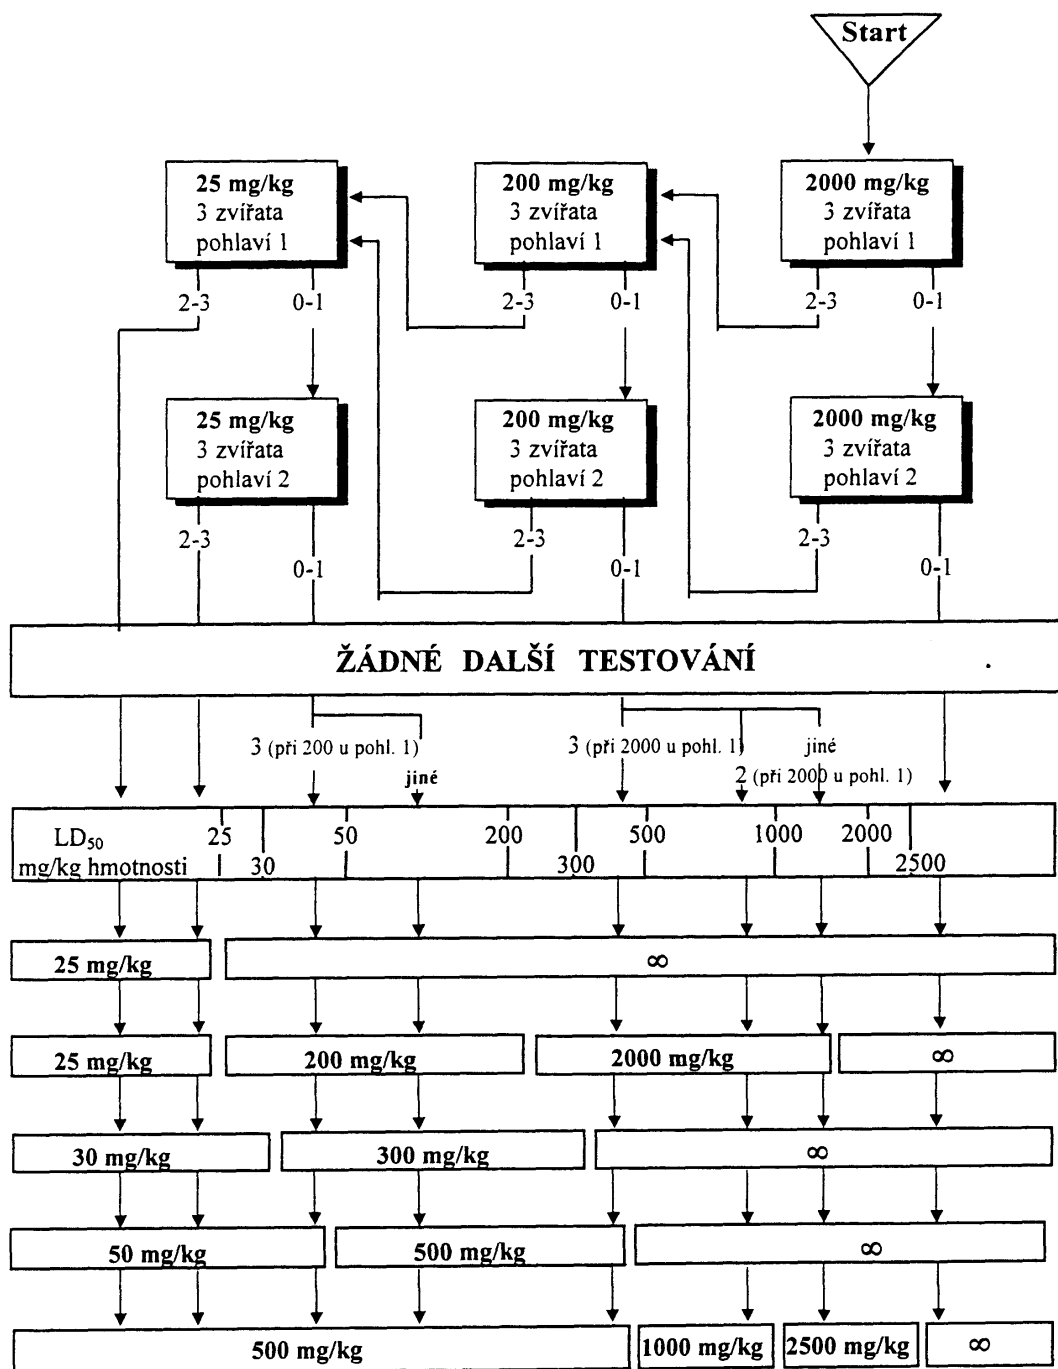 Start
25 mg/kg
3 zvířata
pohlaví 1
200 mg/kg
3 zvířata
pohlaví 1
2000 mg/kg
3 zvířata
pohlaví 1
2-3
0-1
2-3
0-1
2-3
0-1
25 mg/kg
3 zvířata
pohlaví 2
200 mg/kg
3 zvířata
pohlaví 2
2000 mg/kg
3 zvířata
pohlaví 2
2-3
0-1
2-3
0-1
2-3
0-1
ŽÁDNÉ DALŠÍ TESTOVÁNÍ
3 (při 200 u pohl. 1)
jiné
3 (při 2000 u pohl. 1)
jiné
2 (při 2000 u pohl. 1)
LD50 25 50 200 500 1000 2000
mg/kg hmotnosti 30 300 2500
25 mg/kg ∞
25 mg/kg 200 mg/kg 2000 mg/kg ∞
30 mg/kg 300 mg/kg ∞
50 mg/kg 500 mg/kg ∞
500 mg/kg 1000 mg/kg 2500 mg/kg ∞